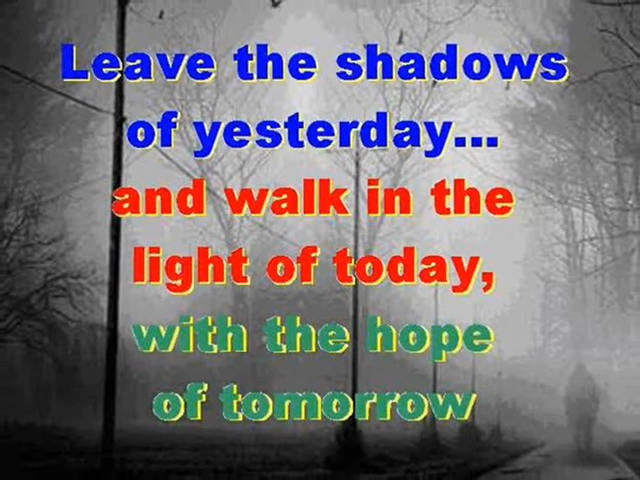 Leave the shadows
of yesterday...
and walk in the
light of today,
with the hope
of tomorrow